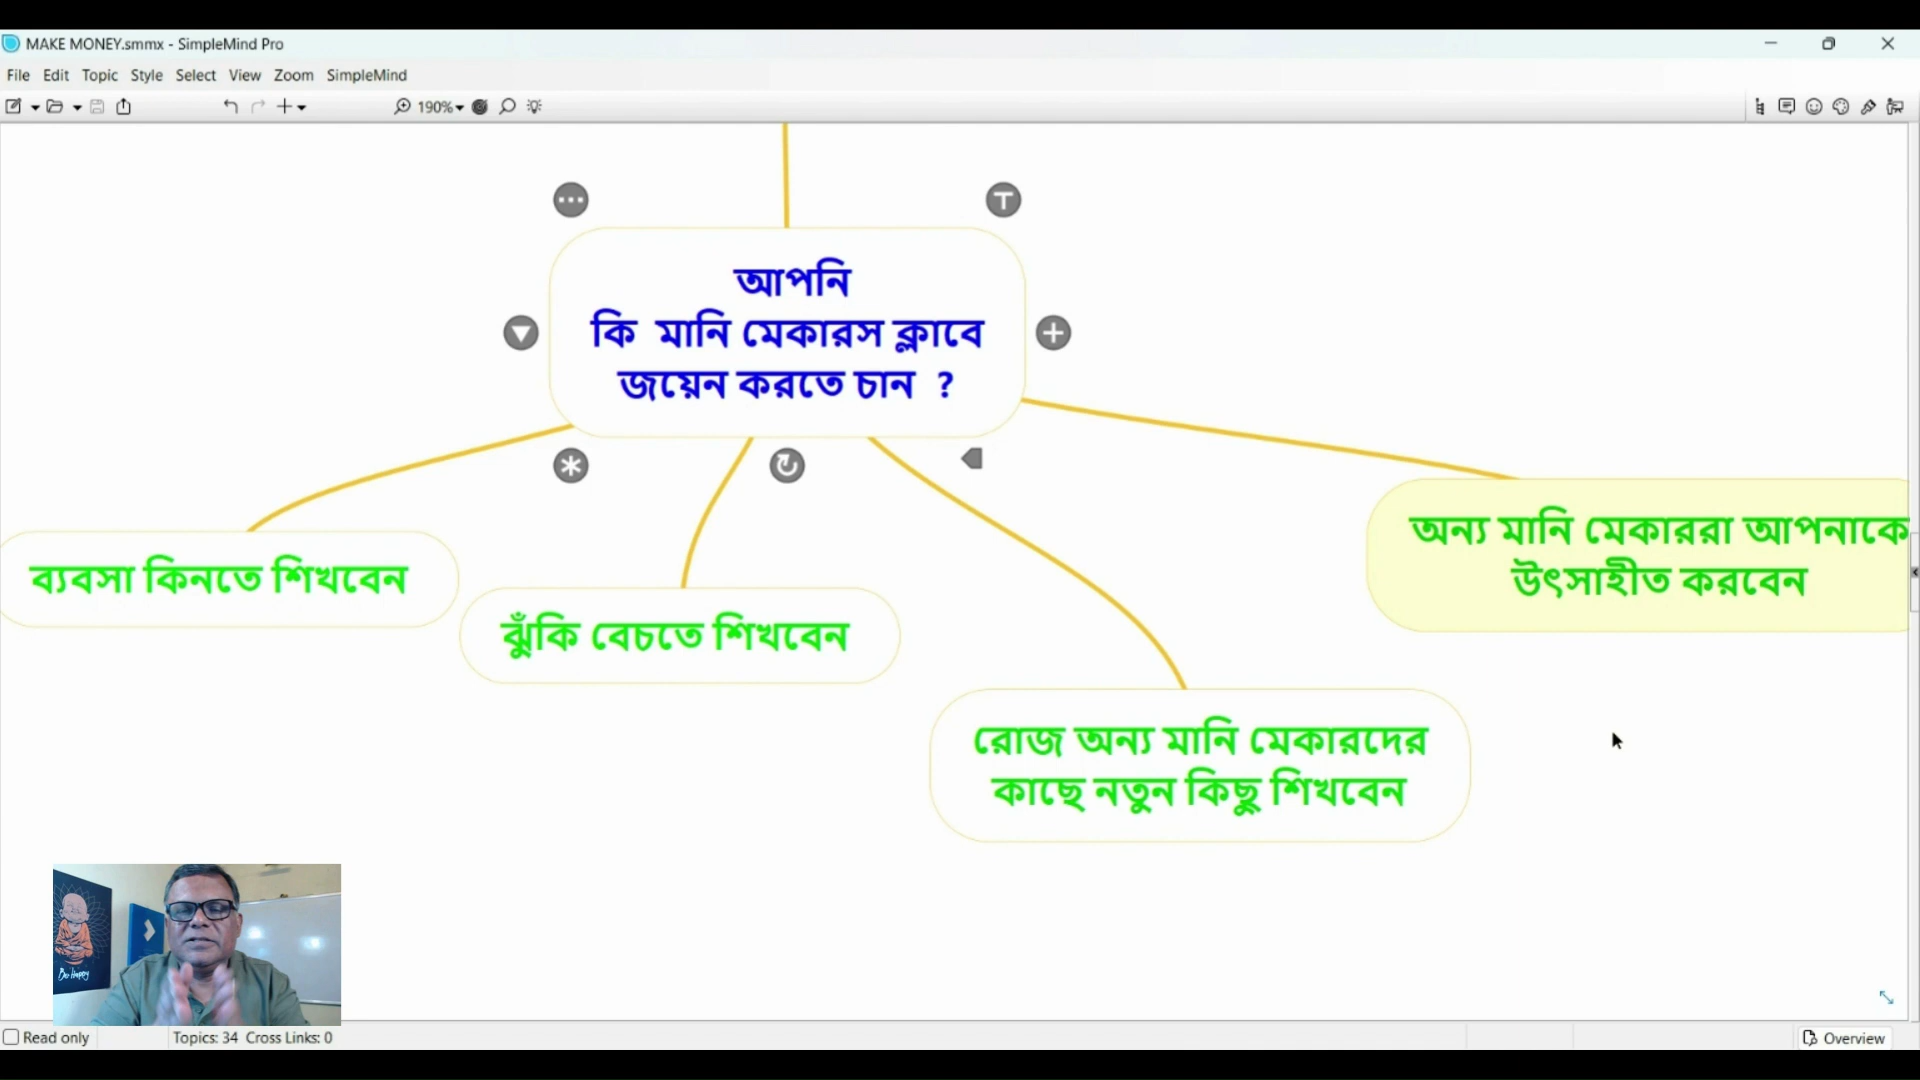 MAKE MONEY.smmx - SimpleMind Pro
File Edit Topic Style Select View Zoom SimpleMind
190%
আপনি
কি মানি মেকারস ক্লাবে
জয়েন করতে চান ?
অন্য মানি মেকাররা আপনাকে
উৎসাহীত করবেন
ব্যবসা কিনতে শিখবেন
ঝুঁকি বেচতে শিখবেন
রোজ অন্য মানি মেকারদের
কাছে নতুন কিছু শিখবেন
Be Happy
Read only Topics: 34 Cross Links: 0 Overview